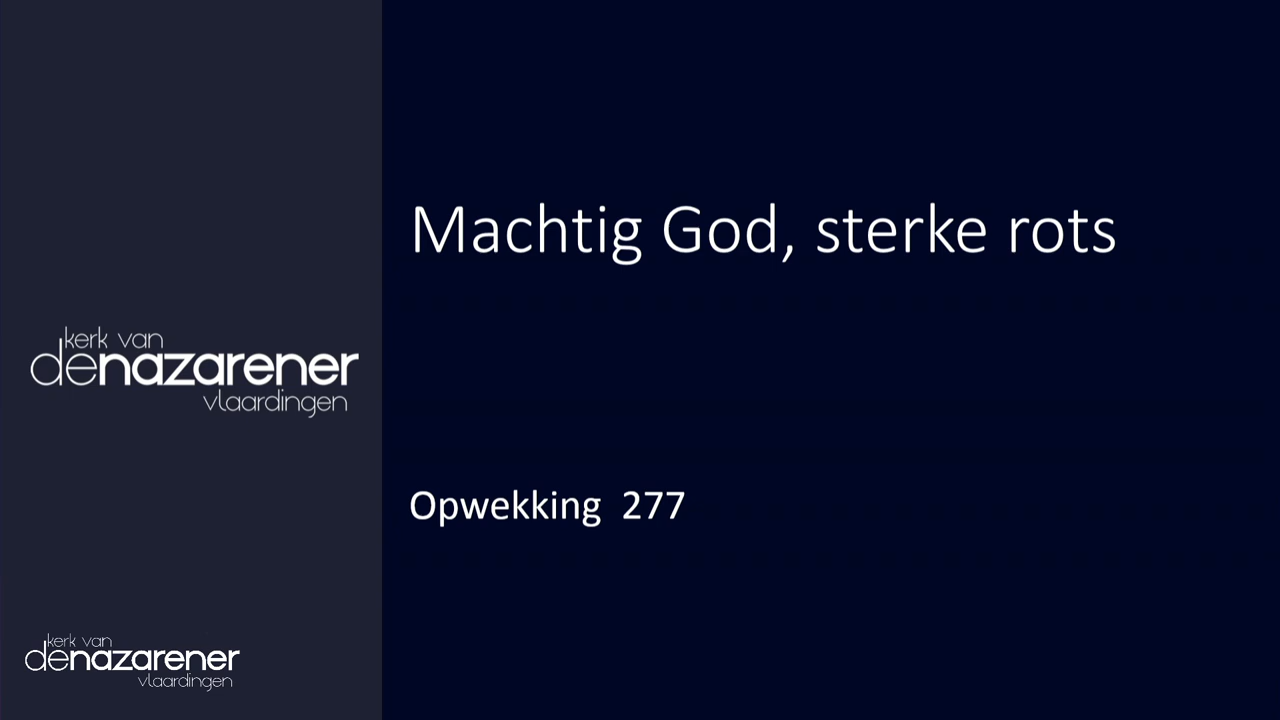 Machtig God, sterke rots
kerk van
denazarener
vlaardingen
Opwekking 277
kerk van
denazarener
vlaardingen